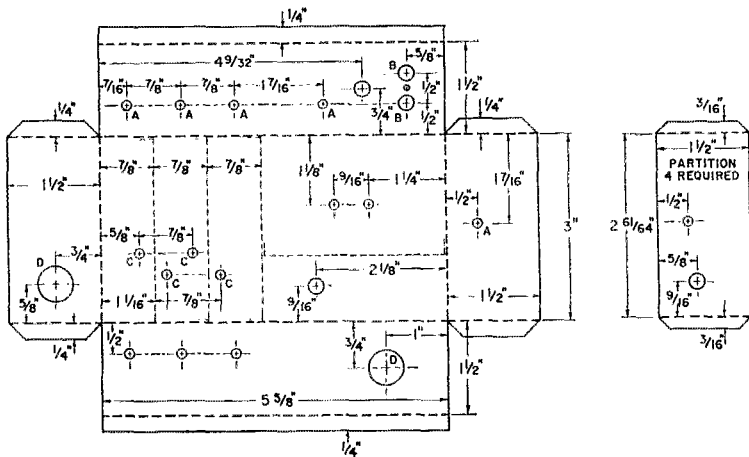 1/4"
5/8"
4 9/32"
B
7/16" 7/8" 7/8" 1 7/16"
1/2"
1 1/2"
A A A A
3/4"
B
1/2"
1/4"
1/4"
3/16"
7/8" 7/8" 7/8"
1 1/8"
9/16" 1 1/4"
1 7/16"
1 1/2"
PARTITION
4 REQUIRED
1 1/2"
1/2"
A
3"
2 61/64"
1/2"
5/8" 7/8"
3/4"
C C
D
C C
2 1/8"
5/8"
5/8"
9/16"
9/16"
1 1/16" 7/8"
1 1/2"
1/4"
1/2"
3/4"
1"
D
3/16"
5 5/8"
1 1/2"
1/4"